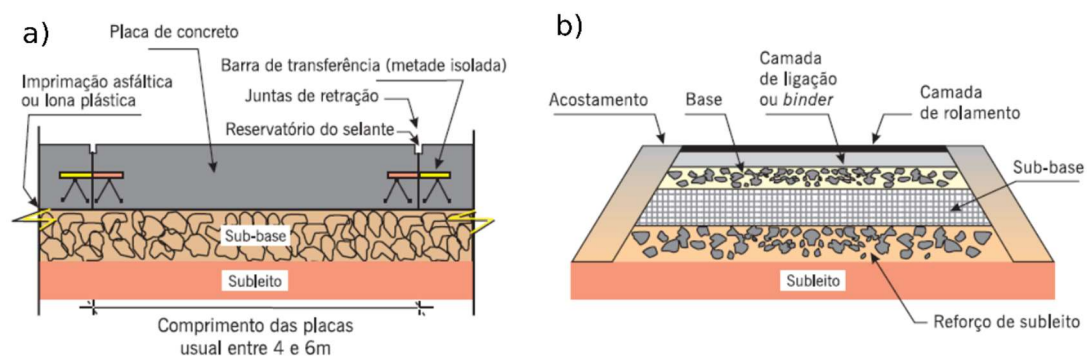 a)
Placa de concreto
Imprimação asfáltica
ou lona plástica
Barra de transferência (metade isolada)
Juntas de retração
Reservatório do selante
Sub-base
Subleito
Comprimento das placas
usual entre 4 e 6m
b)
Acostamento
Base
Camada
de ligação
ou binder
Camada
de rolamento
Sub-base
Subleito
Reforço de subleito